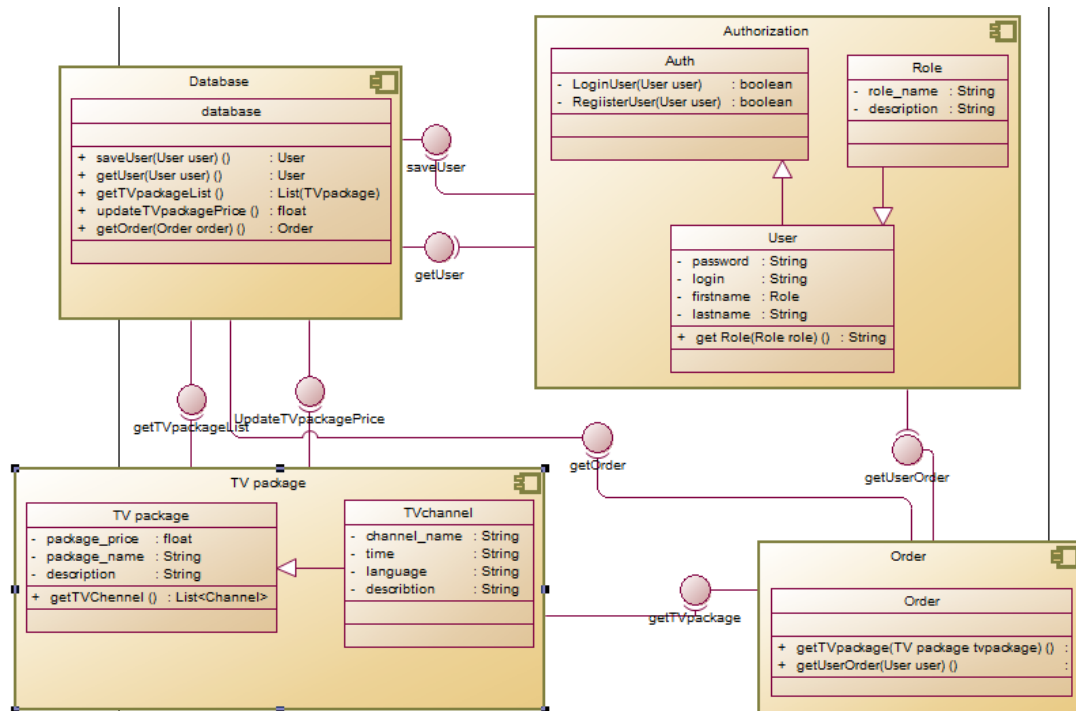 Database
database
+ saveUser(User user) () : User
+ getUser(User user) () : User
+ getTVpackageList () : List(TVpackage)
+ updateTVpackagePrice () : float
+ getOrder(Order order) () : Order
Authorization
Auth
- LoginUser(User user) : boolean
- RegiisterUser(User user) : boolean
Role
- role_name : String
- description : String
User
- password : String
- login : String
- firstname : Role
- lastname : String
+ get Role(Role role) () : String
saveUser
getUser
getTVpackageList
UpdateTVpackagePrice
getOrder
getUserOrder
TV package
TV package
- package_price : float
- package_name : String
- description : String
+ getTVChennel () : List<Channel>
TVchannel
- channel_name : String
- time : String
- language : String
- describtion : String
getTVpackage
Order
Order
+ getTVpackage(TV package tvpackage) () :
+ getUserOrder(User user) () :